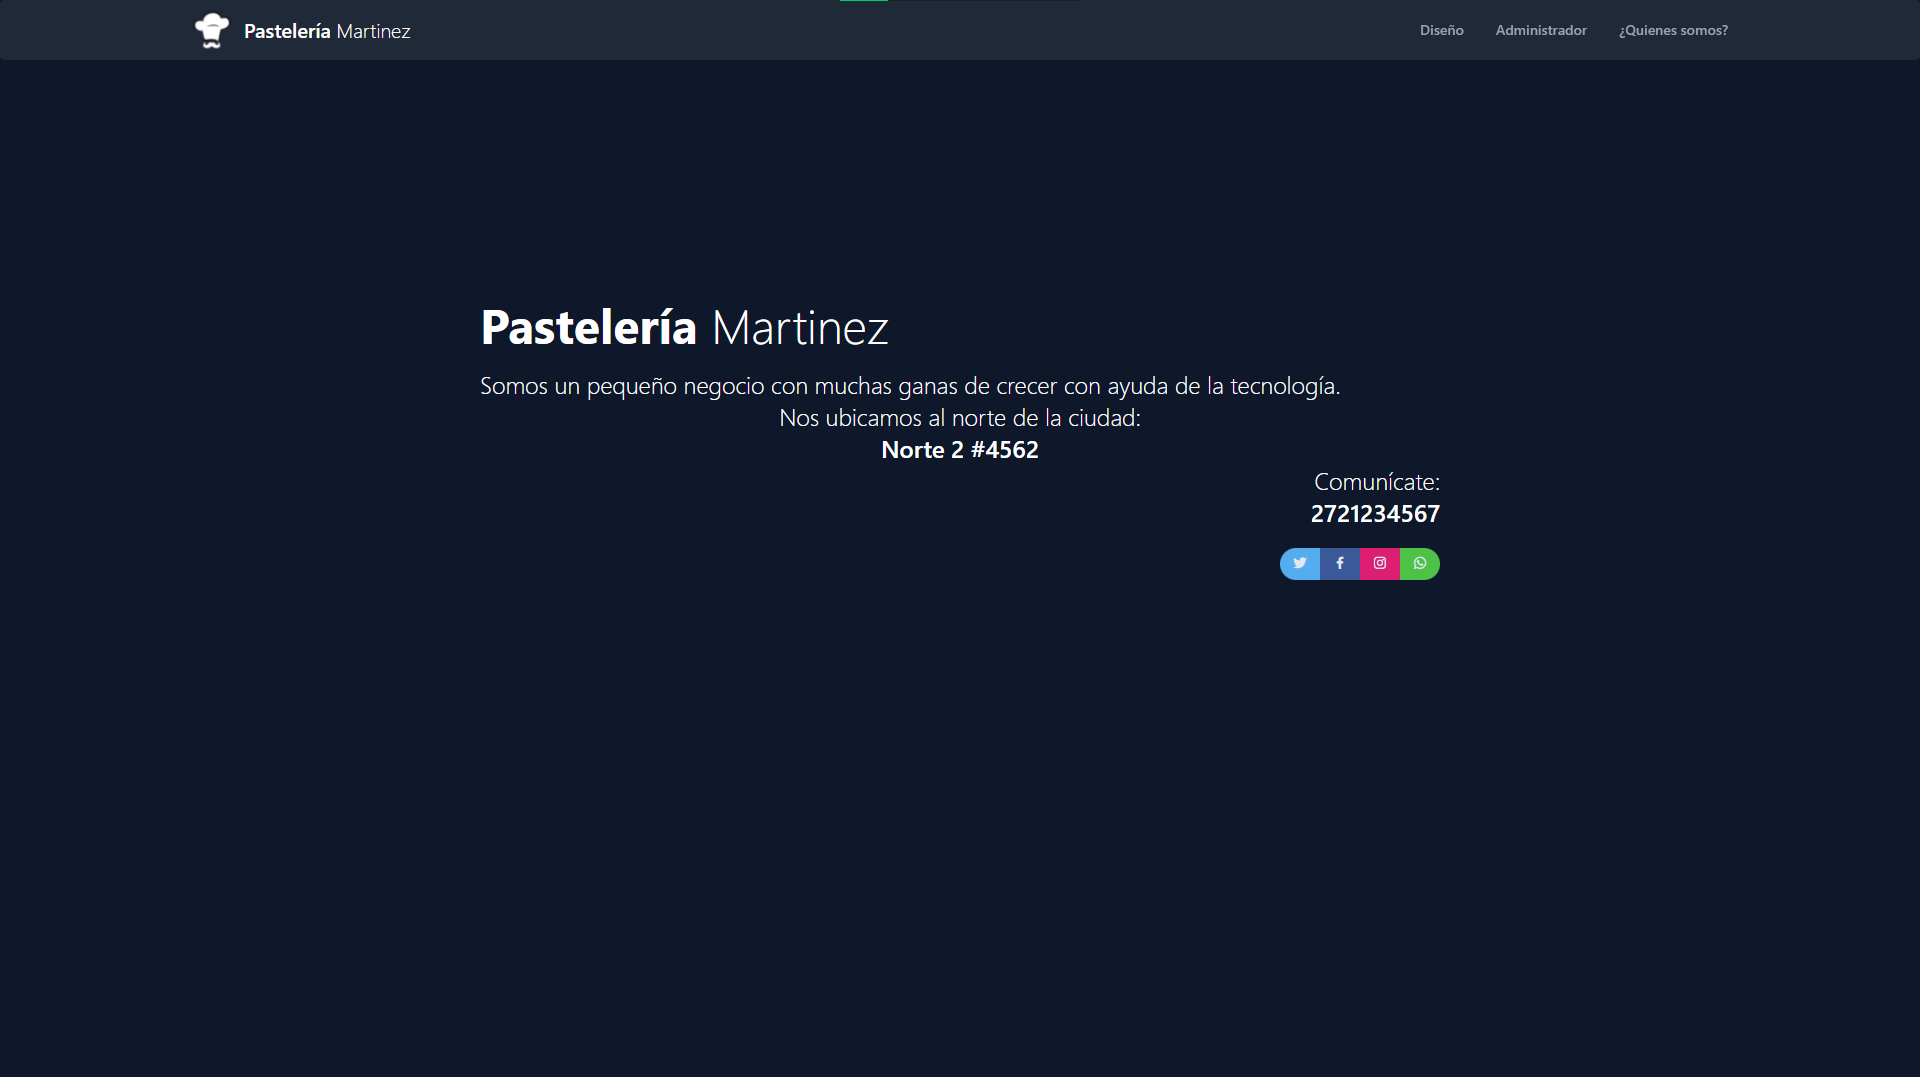 Pastelería Martinez
Diseño
Administrador
¿Quienes somos?
Pastelería Martinez
Somos un pequeño negocio con muchas ganas de crecer con ayuda de la tecnología.
Nos ubicamos al norte de la ciudad:
Norte 2 #4562
Comunícate:
2721234567